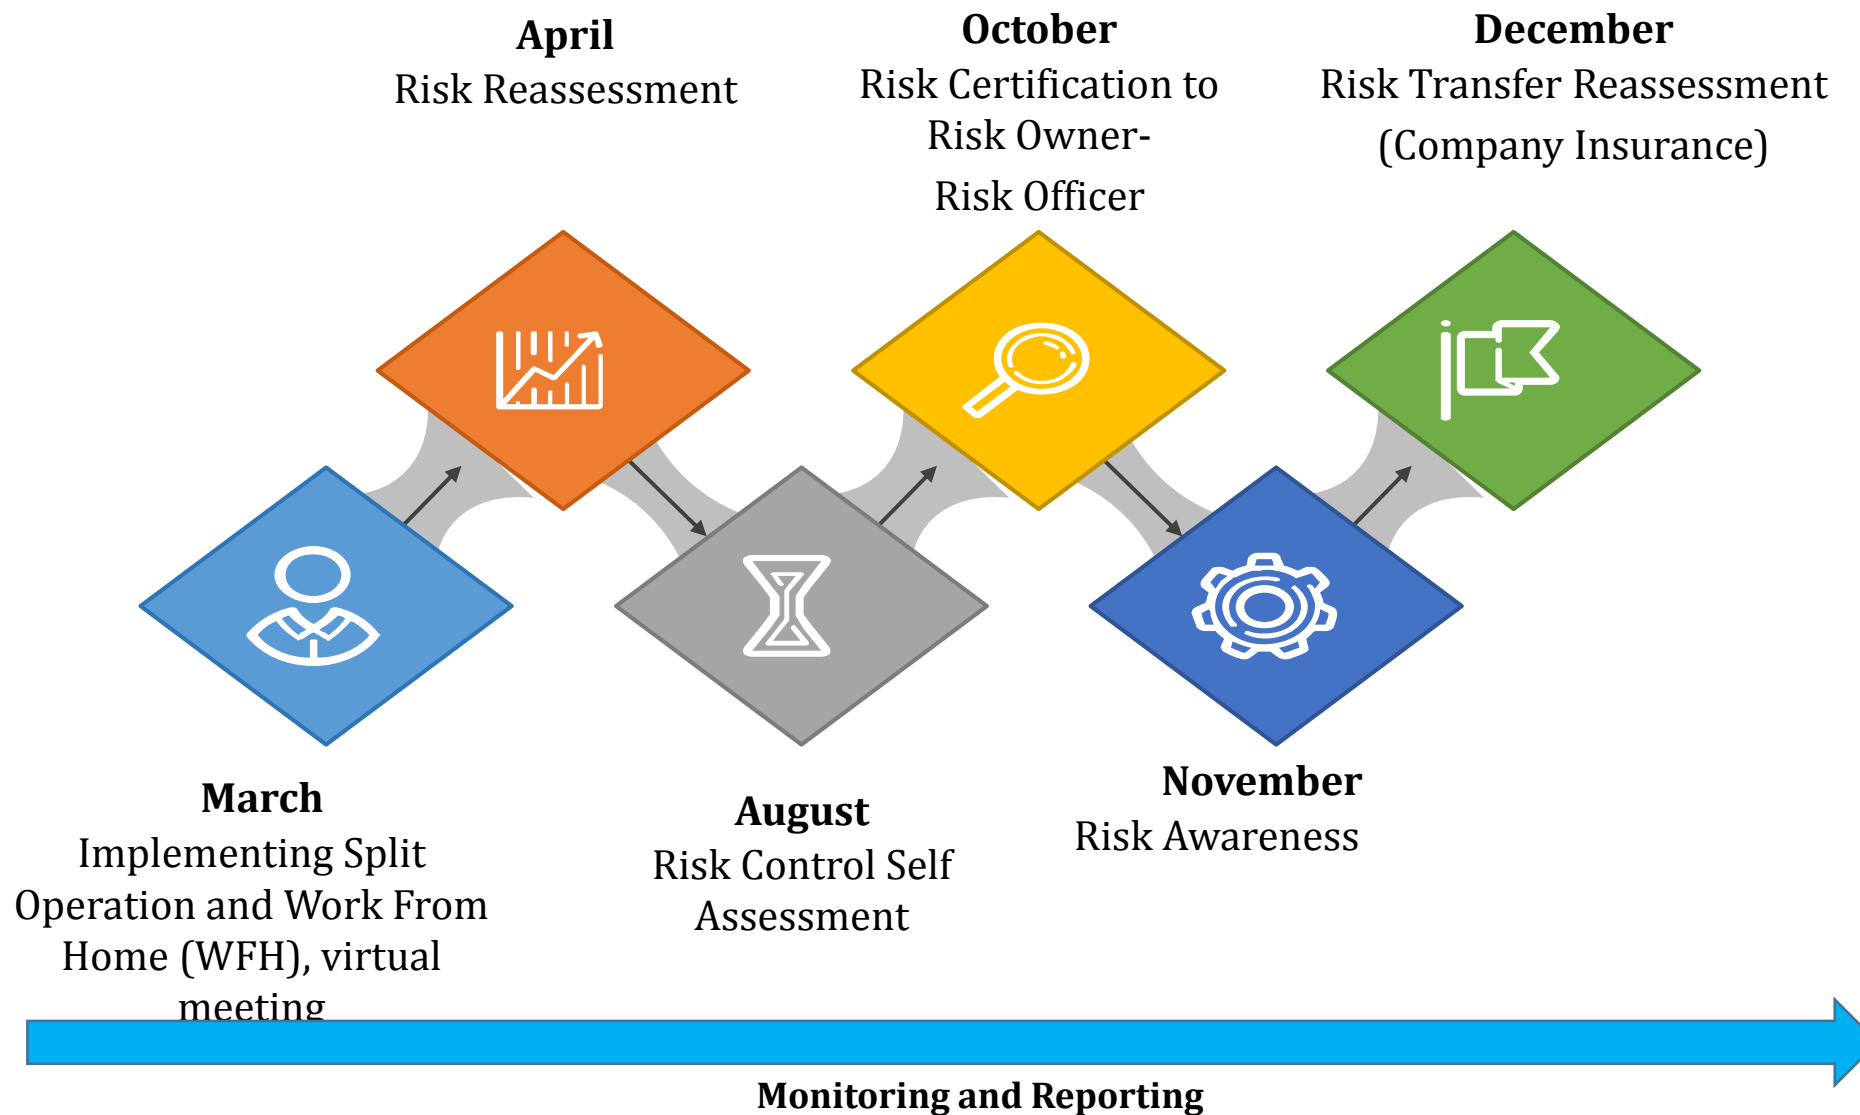 April
Risk Reassessment
October
Risk Certification to
Risk Owner-
Risk Officer
December
Risk Transfer Reassessment
(Company Insurance)
March
Implementing Split
Operation and Work From
Home (WFH), virtual
meeting
August
Risk Control Self
Assessment
November
Risk Awareness
Monitoring and Reporting